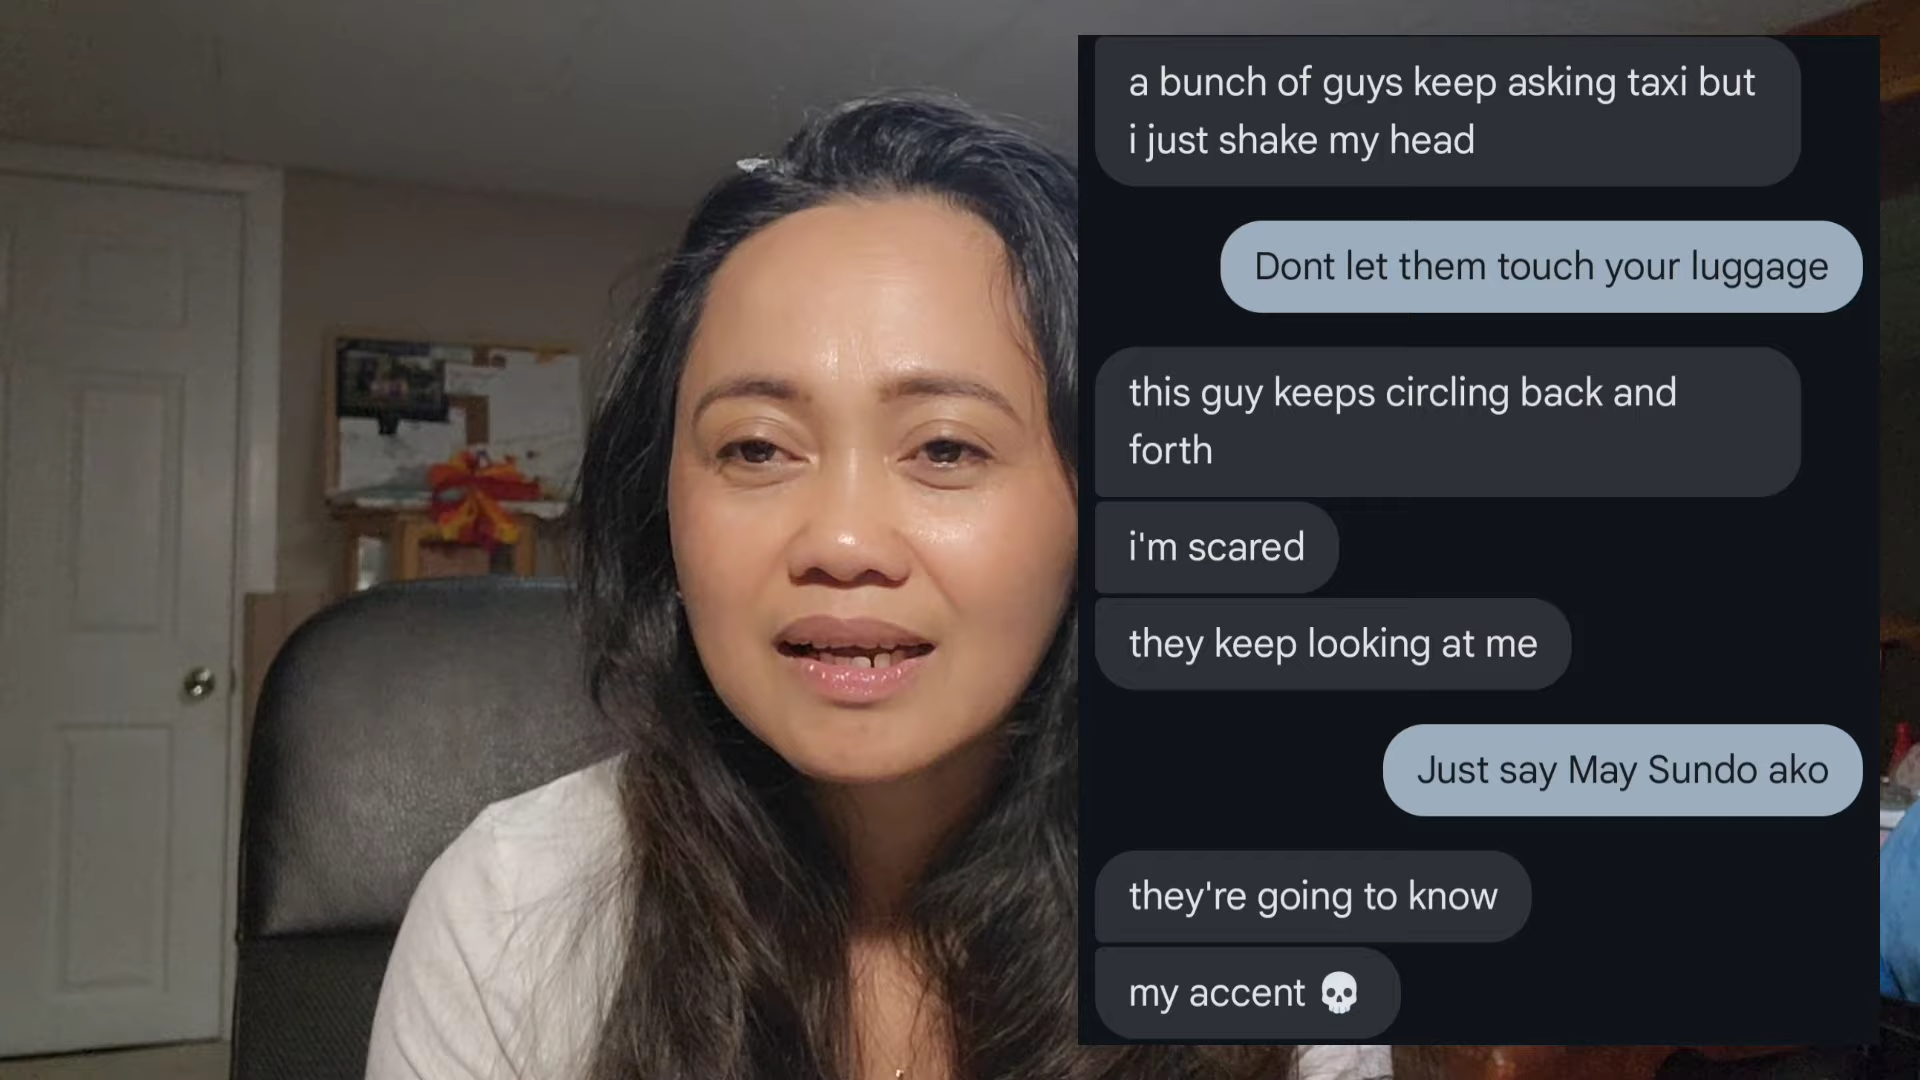 a bunch of guys keep asking taxi but
i just shake my head
Dont let them touch your luggage
this guy keeps circling back and
forth
i'm scared
they keep looking at me
Just say May Sundo ako
they're going to know
my accent 💀